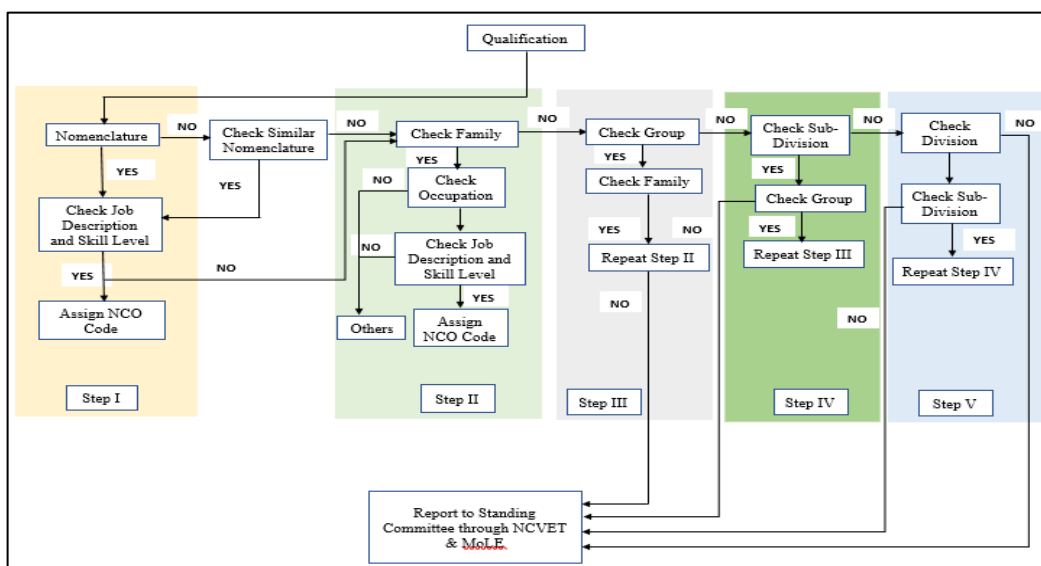 Qualification
Nomenclature
NO
Check Similar
Nomenclature
NO
Check Family
NO
Check Group
NO
Check Sub-
Division
NO
Check
Division
NO
YES
YES
YES
YES
YES
NO
Check
Occupation
Check Family
Check Group
Check Sub-
Division
Check Job
Description
and Skill Level
NO
Check Job
Description and
Skill Level
YES
NO
YES
YES
YES
NO
Repeat Step II
Repeat Step III
Repeat Step IV
YES
Assign NCO
Code
Others
Assign
NCO Code
NO
NO
Step I
Step II
Step III
Step IV
Step V
Report to Standing
Committee through NCVET
& MoLE